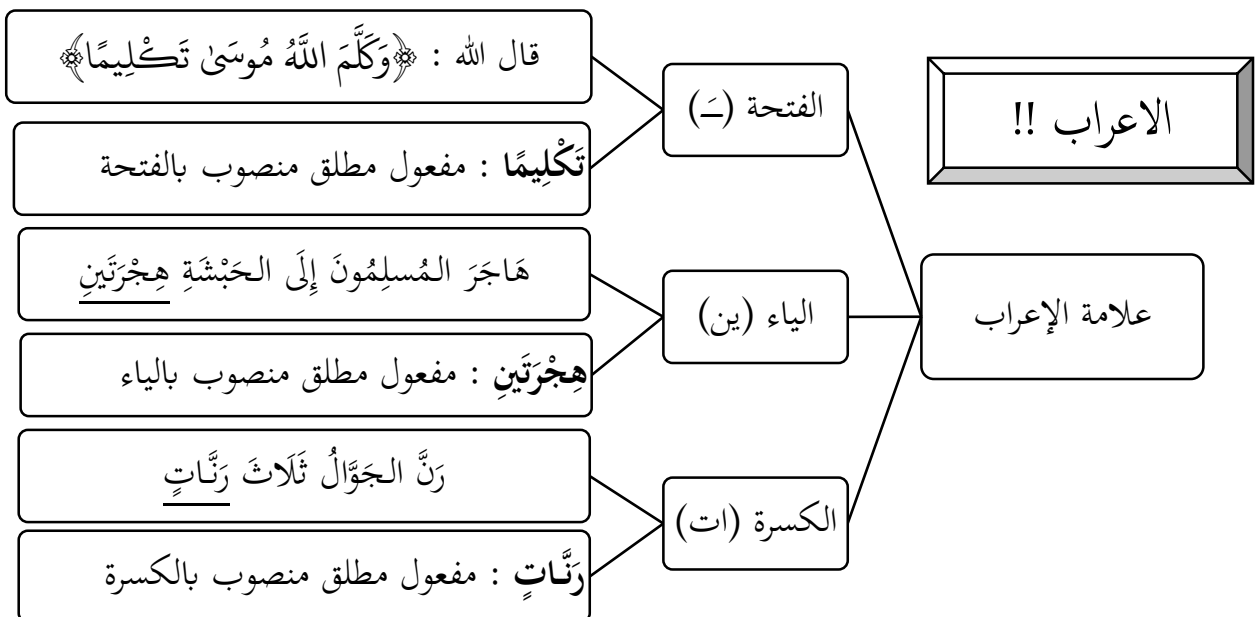 الاعراب !!
علامة الإعراب
الفتحة (ـَ)
قال الله : ﴿وَكَلَّمَ اللَّهُ مُوسَىٰ تَكْلِيمًا﴾
تَكْلِيمًا : مفعول مطلق منصوب بالفتحة
الياء (ين)
هَاجَرَ المُسلِمُونَ إِلَى الحَبْشَةِ هِجْرَتَينِ
هِجْرَتَينِ : مفعول مطلق منصوب بالياء
الكسرة (ات)
رَنَّ الجَوَّالُ ثَلَاثَ رَنَّاتٍ
رَنَّاتٍ : مفعول مطلق منصوب بالكسرة